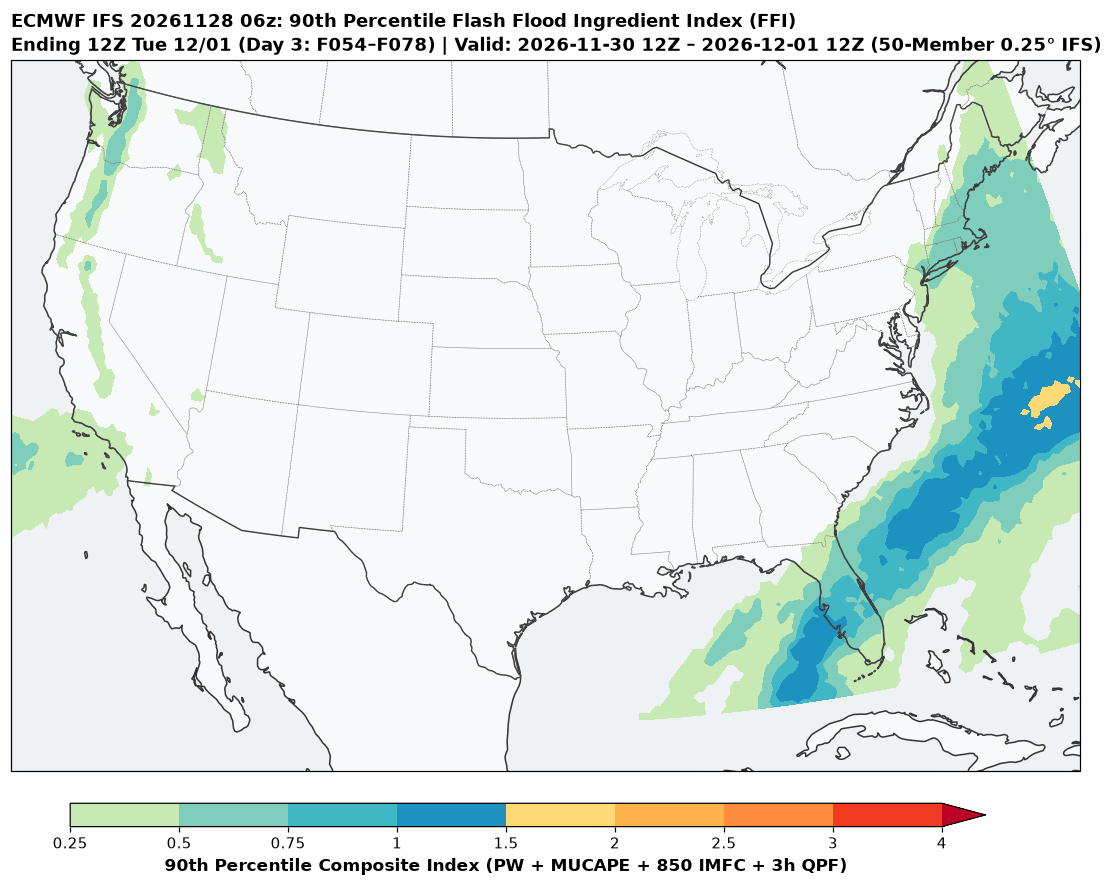 ECMWF IFS 20261128 06z: 90th Percentile Flash Flood Ingredient Index (FFI)
Ending 12Z Tue 12/01 (Day 3: F054–F078) | Valid: 2026-11-30 12Z – 2026-12-01 12Z (50-Member 0.25° IFS)
0.25 0.5 0.75 1 1.5 2 2.5 3 4
90th Percentile Composite Index (PW + MUCAPE + 850 IMFC + 3h QPF)